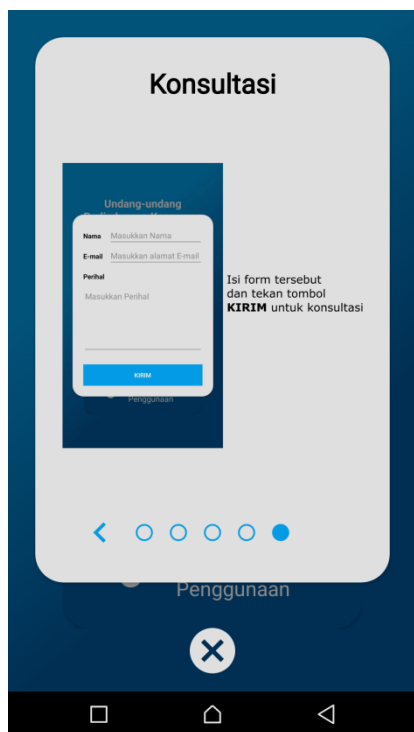 Konsultasi
Undang-undang
Nama Masukkan Nama
E-mail Masukkan alamat E-mail
Perihal
Masukkan Perihal
KIRIM
Penggunaan
Isi form tersebut
dan tekan tombol
KIRIM untuk konsultasi
Penggunaan